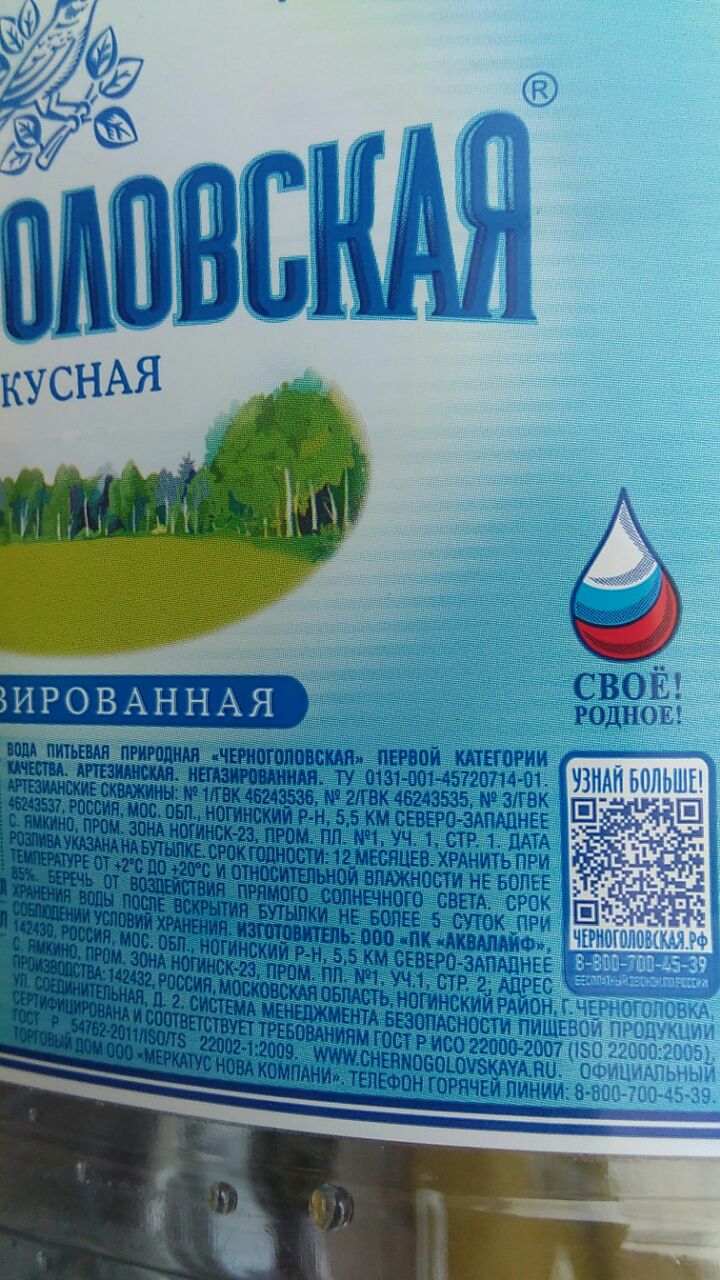 ®
ОЛОВСКАЯ
КУСНАЯ
ЗИРОВАННАЯ
СВОЁ!
РОДНОЕ!
ВОДА ПИТЬЕВАЯ ПРИРОДНАЯ «ЧЕРНОГОЛОВСКАЯ» ПЕРВОЙ КАТЕГОРИИ
КАЧЕСТВА. АРТЕЗИАНСКАЯ. НЕГАЗИРОВАННАЯ. ТУ 0131-001-45720714-01.
АРТЕЗИАНСКИЕ СКВАЖИНЫ: № 1/ГВК 46243536, № 2/ГВК 46243535, № 3/ГВК
46243537, РОССИЯ, МОС. ОБЛ., НОГИНСКИЙ Р-Н, 5,5 КМ СЕВЕРО-ЗАПАДНЕЕ
С. ЯМКИНО, ПРОМ. ЗОНА НОГИНСК-23, ПРОМ. ПЛ. №1, УЧ. 1, СТР. 1. ДАТА
РОЗЛИВА УКАЗАНА НА БУТЫЛКЕ. СРОК ГОДНОСТИ: 12 МЕСЯЦЕВ. ХРАНИТЬ ПРИ
ТЕМПЕРАТУРЕ ОТ +2°С ДО +20°С И ОТНОСИТЕЛЬНОЙ ВЛАЖНОСТИ НЕ БОЛЕЕ
85%. БЕРЕЧЬ ОТ ВОЗДЕЙСТВИЯ ПРЯМОГО СОЛНЕЧНОГО СВЕТА. СРОК
ХРАНЕНИЯ ВОДЫ ПОСЛЕ ВСКРЫТИЯ БУТЫЛКИ НЕ БОЛЕЕ 5 СУТОК ПРИ
СОБЛЮДЕНИИ УСЛОВИЙ ХРАНЕНИЯ. ИЗГОТОВИТЕЛЬ: ООО «ПК «АКВАЛАЙФ»,
142430, РОССИЯ, МОС. ОБЛ., НОГИНСКИЙ Р-Н, 5,5 КМ СЕВЕРО-ЗАПАДНЕЕ
С. ЯМКИНО, ПРОМ. ЗОНА НОГИНСК-23, ПРОМ. ПЛ. №1, УЧ.1, СТР. 2, АДРЕС
ПРОИЗВОДСТВА: 142432, РОССИЯ, МОСКОВСКАЯ ОБЛАСТЬ, НОГИНСКИЙ РАЙОН, Г. ЧЕРНОГОЛОВКА,
УЛ. СОЕДИНИТЕЛЬНАЯ, Д. 2. СИСТЕМА МЕНЕДЖМЕНТА БЕЗОПАСНОСТИ ПИЩЕВОЙ ПРОДУКЦИИ
СЕРТИФИЦИРОВАНА И СООТВЕТСТВУЕТ ТРЕБОВАНИЯМ ГОСТ Р ИСО 22000-2007 (ISO 22000:2005),
ГОСТ Р 54762-2011/ISO/TS 22002-1:2009. WWW.CHERNOGOLOVSKAYA.RU. ОФИЦИАЛЬНЫЙ
ТОРГОВЫЙ ДОМ ООО «МЕРКАТУС НОВА КОМПАНИ». ТЕЛЕФОН ГОРЯЧЕЙ ЛИНИИ: 8-800-700-45-39.
УЗНАЙ БОЛЬШЕ!
ЧЕРНОГОЛОВСКАЯ.РФ
8-800-700-45-39
БЕСПЛАТНЫЙ ЗВОНОК ПО РОССИИ